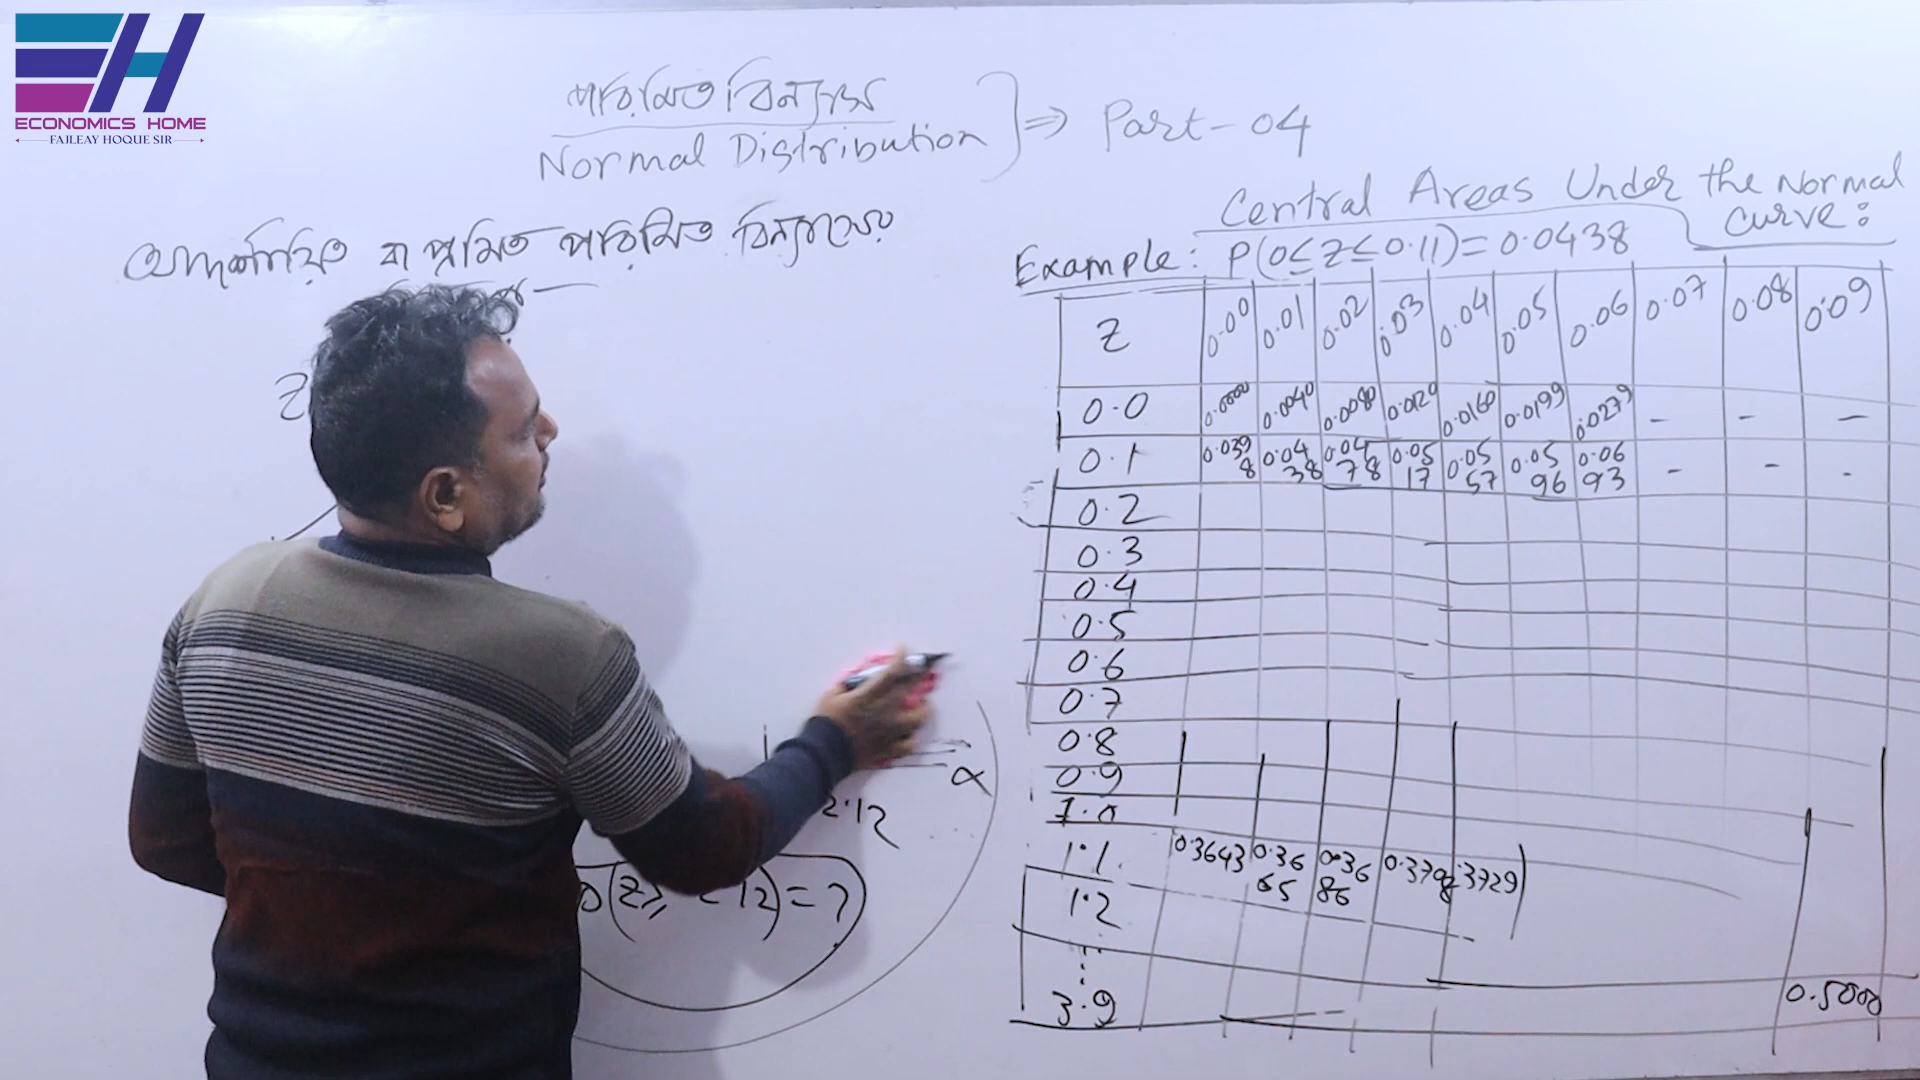 ECONOMICS HOME
FAJLEAY HOQUE SIR
পরিমিত বিন্যাস
Normal Distribution
⇒ Part-04
বা পরিমিত বিন্যাসের
Central Areas Under the Normal
Curve:
Example: P(0≤Z≤0.11)=0.0438
Z 0.00 0.01 0.02 0.03 0.04 0.05 0.06 0.07 0.08 0.09
0.0 0.0000 0.0040 0.0080 0.0120 0.0160 0.0199 0.0279 - - -
0.1 0.0398 0.0438 0.0478 0.0517 0.0557 0.0596 0.0693 - - -
0.2
0.3
0.4
0.5
0.6
0.7
0.8
0.9
1.0
1.1 0.3643 0.3665 0.3686 0.3708 .3729
1.2
3.9 0.5000
Z
α
2.12
(Z≥ 12)=?